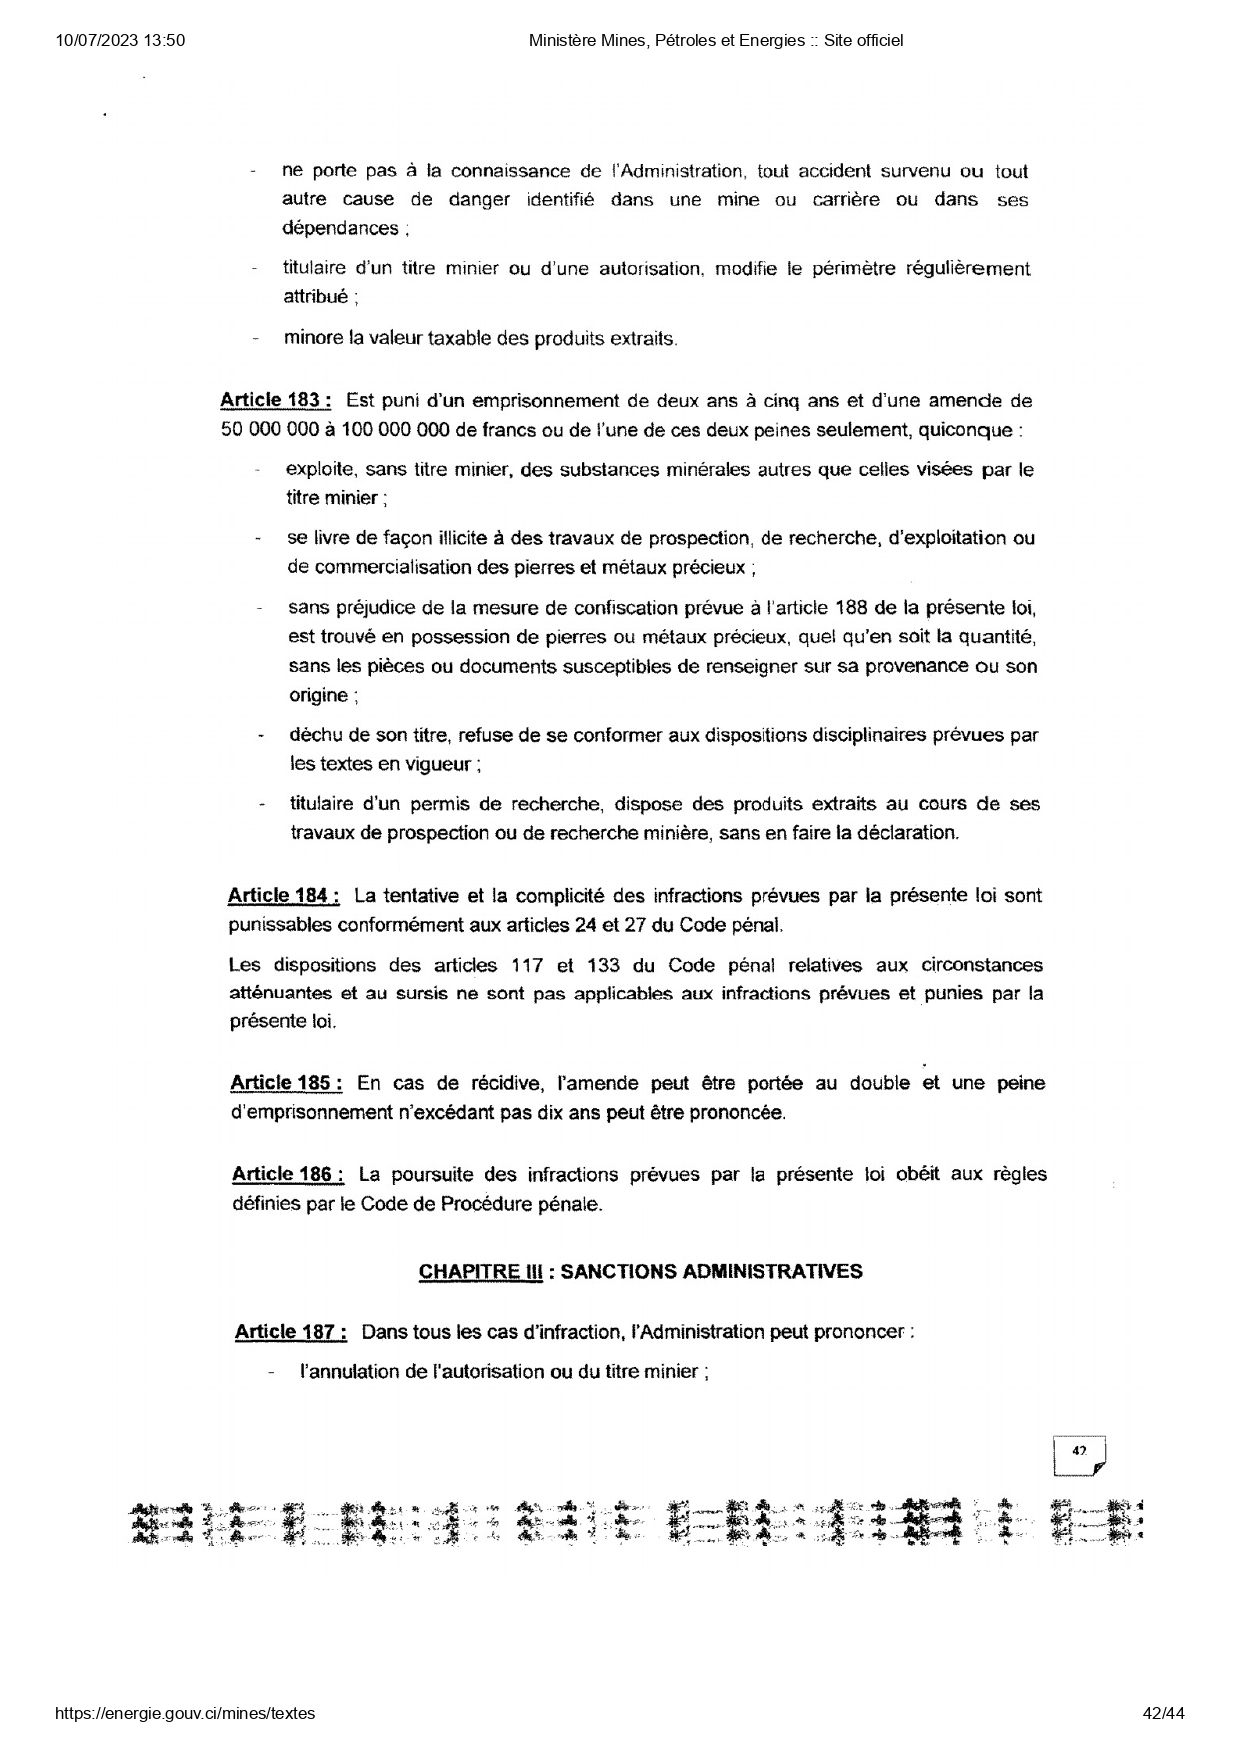 10/07/2023 13:50
Ministère Mines, Pétroles et Energies :: Site officiel
- ne porte pas à la connaissance de l'Administration, tout accident survenu ou tout
autre cause de danger identifié dans une mine ou carrière ou dans ses
dépendances ;
- titulaire d'un titre minier ou d'une autorisation, modifie le périmètre régulièrement
attribué ;
- minore la valeur taxable des produits extraits.
Article 183 : Est puni d'un emprisonnement de deux ans à cinq ans et d'une amende de
50 000 000 à 100 000 000 de francs ou de l'une de ces deux peines seulement, quiconque :
- exploite, sans titre minier, des substances minérales autres que celles visées par le
titre minier ;
- se livre de façon illicite à des travaux de prospection, de recherche, d'exploitation ou
de commercialisation des pierres et métaux précieux ;
- sans préjudice de la mesure de confiscation prévue à l'article 188 de la présente loi,
est trouvé en possession de pierres ou métaux précieux, quel qu'en soit la quantité,
sans les pièces ou documents susceptibles de renseigner sur sa provenance ou son
origine ;
- déchu de son titre, refuse de se conformer aux dispositions disciplinaires prévues par
les textes en vigueur ;
- titulaire d'un permis de recherche, dispose des produits extraits au cours de ses
travaux de prospection ou de recherche minière, sans en faire la déclaration.
Article 184 : La tentative et la complicité des infractions prévues par la présente loi sont
punissables conformément aux articles 24 et 27 du Code pénal.
Les dispositions des articles 117 et 133 du Code pénal relatives aux circonstances
atténuantes et au sursis ne sont pas applicables aux infractions prévues et punies par la
présente loi.
Article 185 : En cas de récidive, l'amende peut être portée au double et une peine
d'emprisonnement n'excédant pas dix ans peut être prononcée.
Article 186 : La poursuite des infractions prévues par la présente loi obéit aux règles
définies par le Code de Procédure pénale.
CHAPITRE III : SANCTIONS ADMINISTRATIVES
Article 187 : Dans tous les cas d'infraction, l'Administration peut prononcer :
- l'annulation de l'autorisation ou du titre minier ;
42
https://energie.gouv.ci/mines/textes
42/44